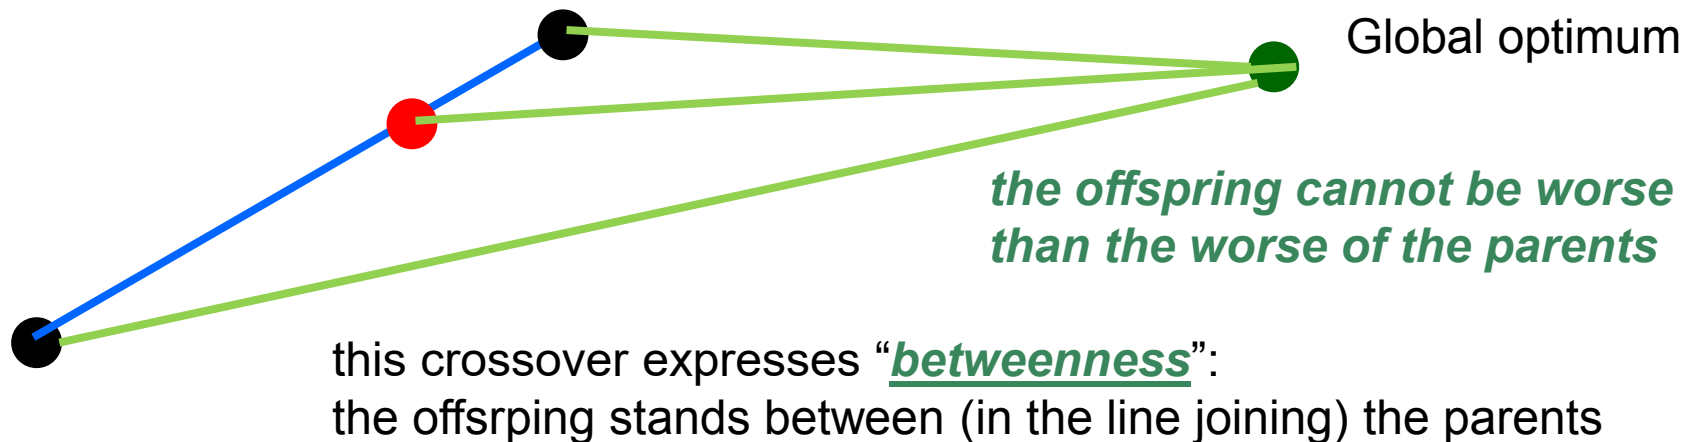 Global optimum
the offspring cannot be worse
than the worse of the parents
this crossover expresses “betweenness”:
the offsrping stands between (in the line joining) the parents